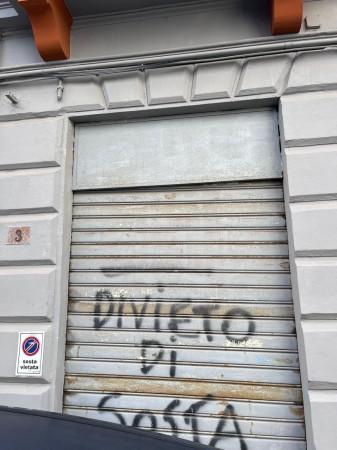 3
DIVIETO
DI
SOSTA
sosta
vietata